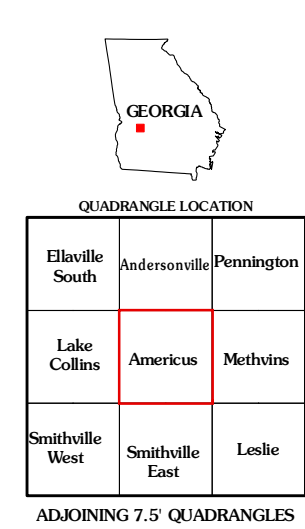 GEORGIA
QUADRANGLE LOCATION
Ellaville
South
Andersonville
Pennington
Lake
Collins
Americus
Methvins
Smithville
West
Smithville
East
Leslie
ADJOINING 7.5' QUADRANGLES